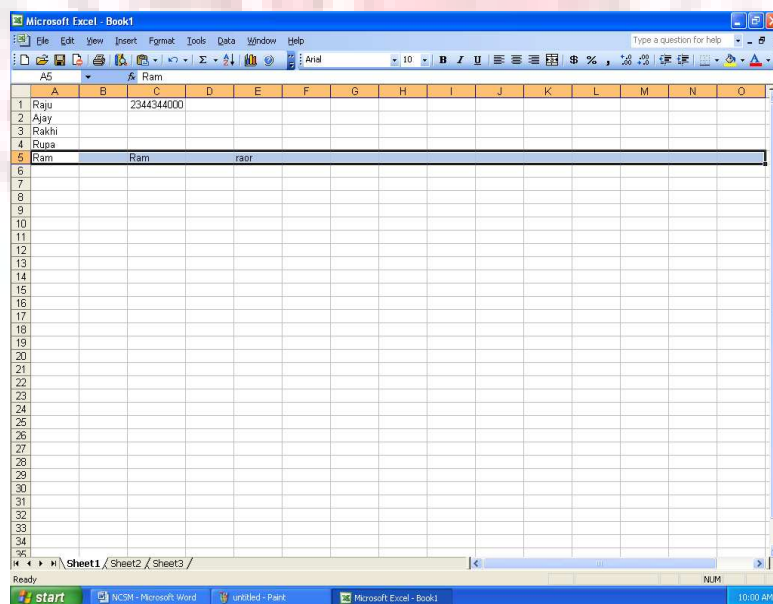 Microsoft Excel - Book1
File Edit View Insert Format Tools Data Window Help Type a question for help
Arial 10 B I U $ % ,
A5 fx Ram
A B C D E F G H I J K L M N O
1 Raju 2344344000
2 Ajay
3 Rakhi
4 Rupa
5 Ram Ram raor
6
7
8
9
10
11
12
13
14
15
16
17
18
19
20
21
22
23
24
25
26
27
28
29
30
31
32
33
34
35
Sheet1 Sheet2 Sheet3
Ready NUM
start NCSM - Microsoft Word untitled - Paint Microsoft Excel - Book1 10:00 AM